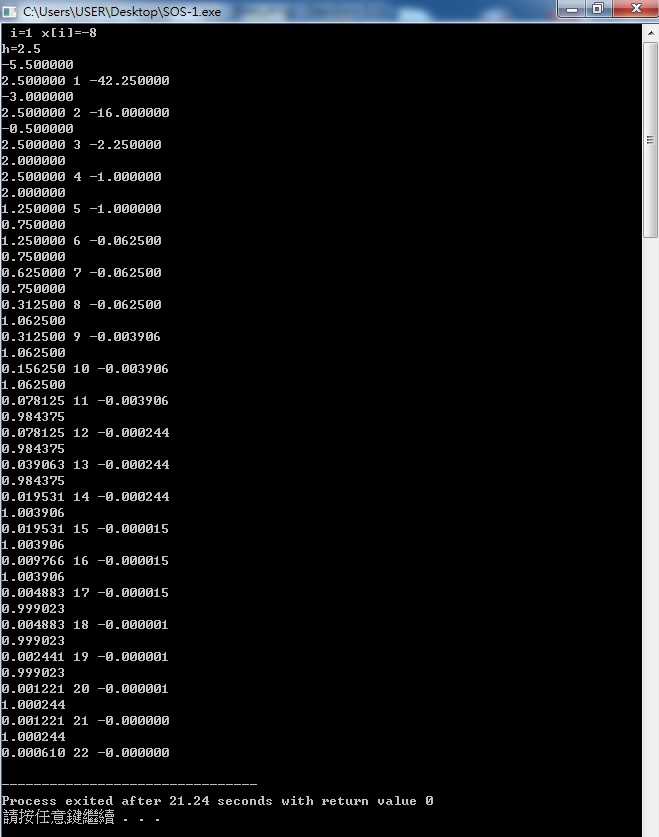 C:\Users\USER\Desktop\SOS-1.exe
i=1 x[i]=-8
h=2.5
-5.500000
2.500000 1 -42.250000
-3.000000
2.500000 2 -16.000000
-0.500000
2.500000 3 -2.250000
2.000000
2.500000 4 -1.000000
2.000000
1.250000 5 -1.000000
0.750000
1.250000 6 -0.062500
0.750000
0.625000 7 -0.062500
0.750000
0.312500 8 -0.062500
1.062500
0.312500 9 -0.003906
1.062500
0.156250 10 -0.003906
1.062500
0.078125 11 -0.003906
0.984375
0.078125 12 -0.000244
0.984375
0.039063 13 -0.000244
0.984375
0.019531 14 -0.000244
1.003906
0.019531 15 -0.000015
1.003906
0.009766 16 -0.000015
1.003906
0.004883 17 -0.000015
0.999023
0.004883 18 -0.000001
0.999023
0.002441 19 -0.000001
0.999023
0.001221 20 -0.000001
1.000244
0.001221 21 -0.000000
1.000244
0.000610 22 -0.000000
--------------------------------
Process exited after 21.24 seconds with return value 0
請按任意鍵繼續 . . .